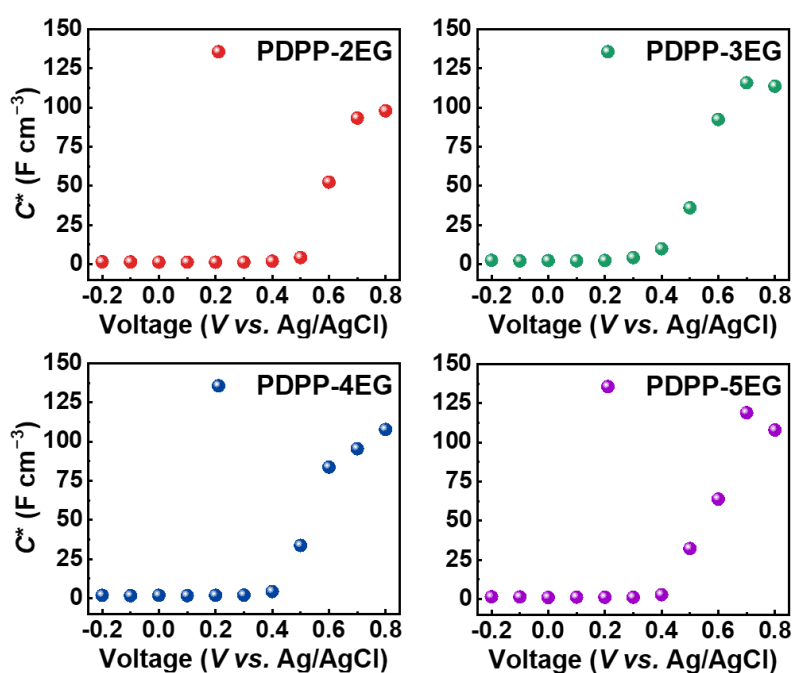 PDPP-2EG
C* (F cm⁻³)
150
125
100
75
50
25
0
-0.2 0.0 0.2 0.4 0.6 0.8
Voltage (V vs. Ag/AgCl)
PDPP-3EG
150
125
100
75
50
25
0
-0.2 0.0 0.2 0.4 0.6 0.8
Voltage (V vs. Ag/AgCl)
PDPP-4EG
C* (F cm⁻³)
150
125
100
75
50
25
0
-0.2 0.0 0.2 0.4 0.6 0.8
Voltage (V vs. Ag/AgCl)
PDPP-5EG
150
125
100
75
50
25
0
-0.2 0.0 0.2 0.4 0.6 0.8
Voltage (V vs. Ag/AgCl)